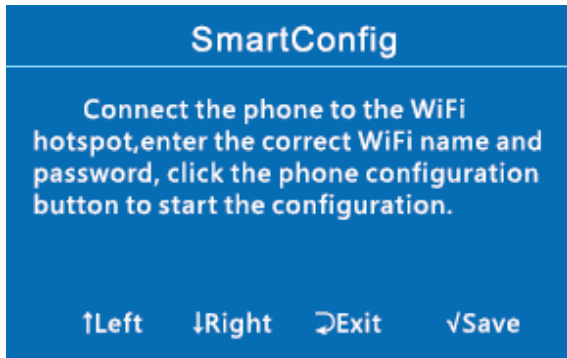 SmartConfig
Connect the phone to the WiFi
hotspot,enter the correct WiFi name and
password, click the phone configuration
button to start the configuration.
↑Left ↓Right ⊋Exit √Save